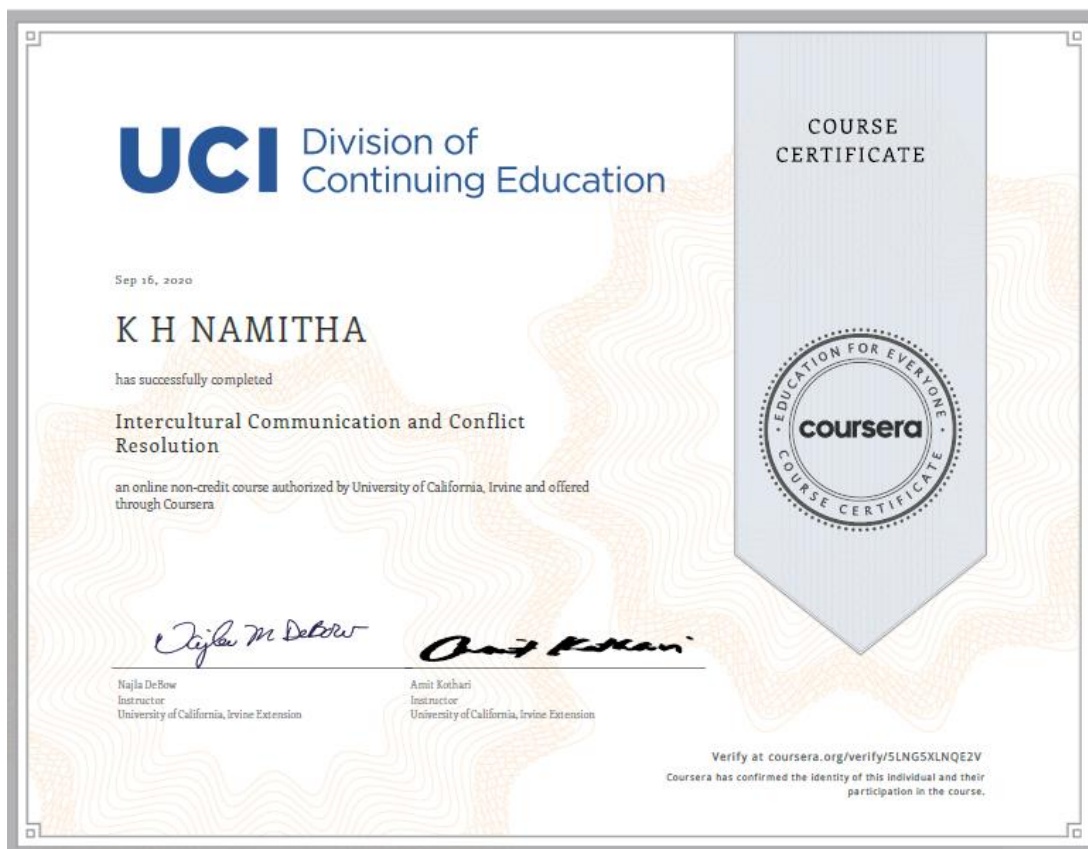 UCI Division of
Continuing Education
COURSE
CERTIFICATE
Sep 16, 2020
K H NAMITHA
has successfully completed
Intercultural Communication and Conflict
Resolution
an online non-credit course authorized by University of California, Irvine and offered
through Coursera
EDUCATION FOR EVERYONE
coursera
COURSE CERTIFICATE
Najla M DeBow
Amit Kothari
Najla DeBow
Instructor
University of California, Irvine Extension
Amit Kothari
Instructor
University of California, Irvine Extension
Verify at coursera.org/verify/5LNG5XLNQE2V
Coursera has confirmed the identity of this individual and their
participation in the course.